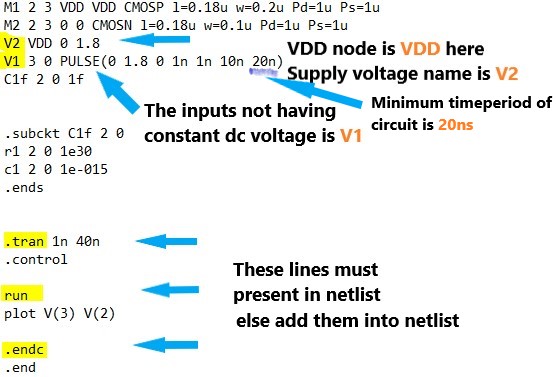 M1 2 3 VDD VDD CMOSP l=0.18u w=0.2u Pd=1u Ps=1u
M2 2 3 0 0 CMOSN l=0.18u w=0.1u Pd=1u Ps=1u
V2 VDD 0 1.8
VDD node is VDD here
V1 3 0 PULSE(0 1.8 0 1n 1n 10n 20n)
Supply voltage name is V2
C1f 2 0 1f
The inputs not having
constant dc voltage is V1
Minimum timeperiod of
circuit is 20ns
.subckt C1f 2 0
r1 2 0 1e30
c1 2 0 1e-015
.ends
.tran 1n 40n
.control
run
plot V(3) V(2)
.endc
.end
These lines must
present in netlist
else add them into netlist